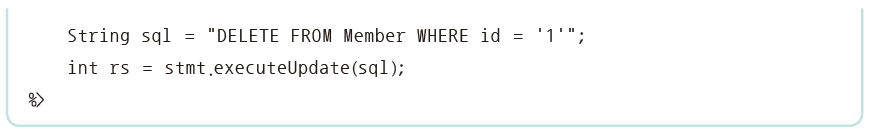 String sql = "DELETE FROM Member WHERE id = '1'";
int rs = stmt.executeUpdate(sql);
%>